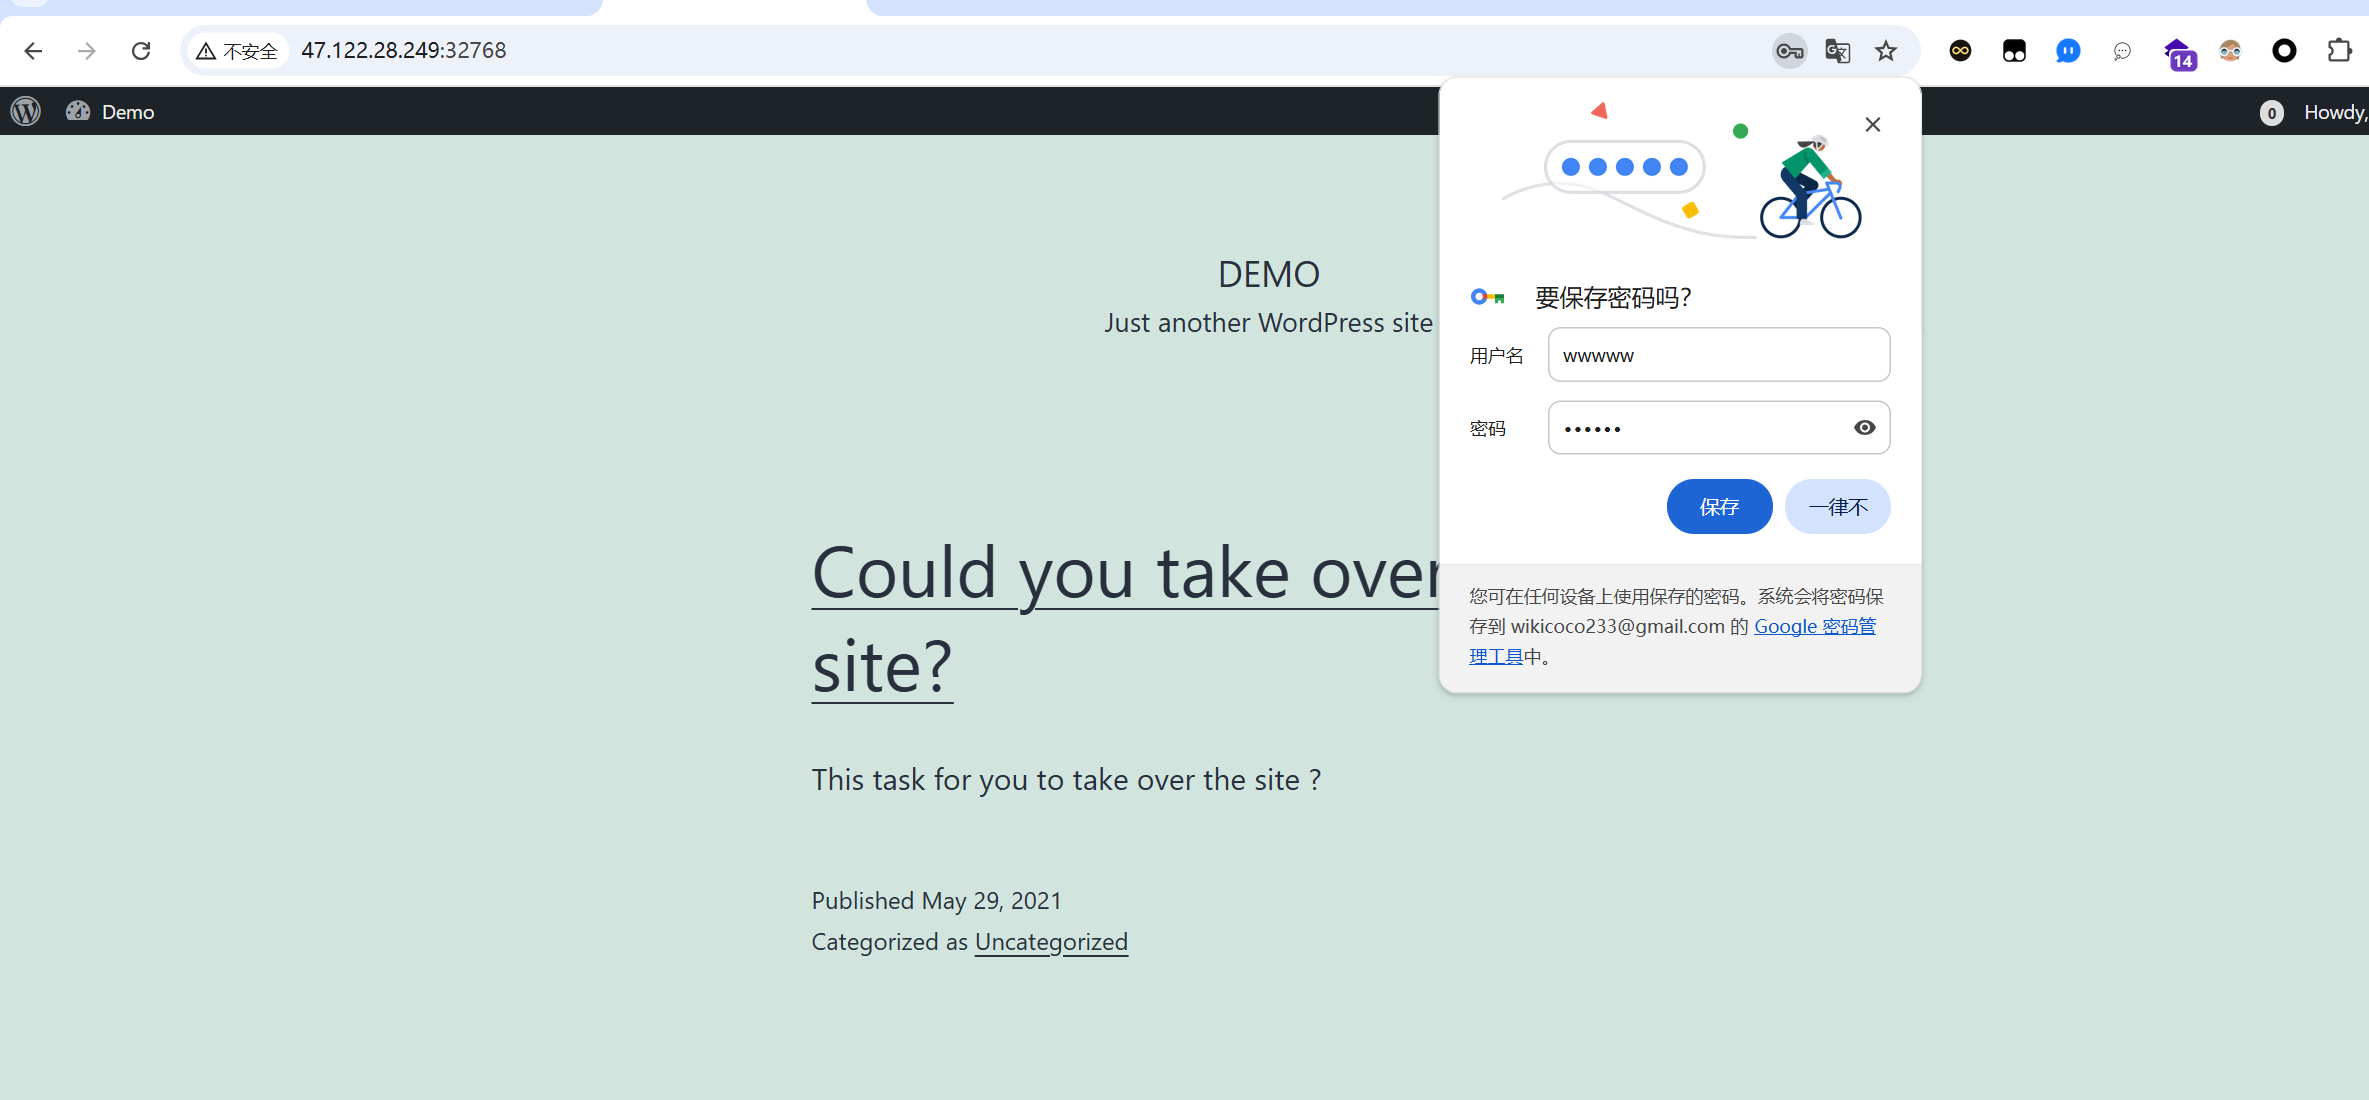 不安全 47.122.28.249:32768
14
Demo
0 Howdy,
DEMO
Just another WordPress site
Could you take over
site?
This task for you to take over the site ?
Published May 29, 2021
Categorized as Uncategorized
要保存密码吗?
用户名 wwwww
密码 ••••••
保存 一律不
您可在任何设备上使用保存的密码。系统会将密码保
存到 wikicoco233@gmail.com 的 Google 密码管
理工具中。